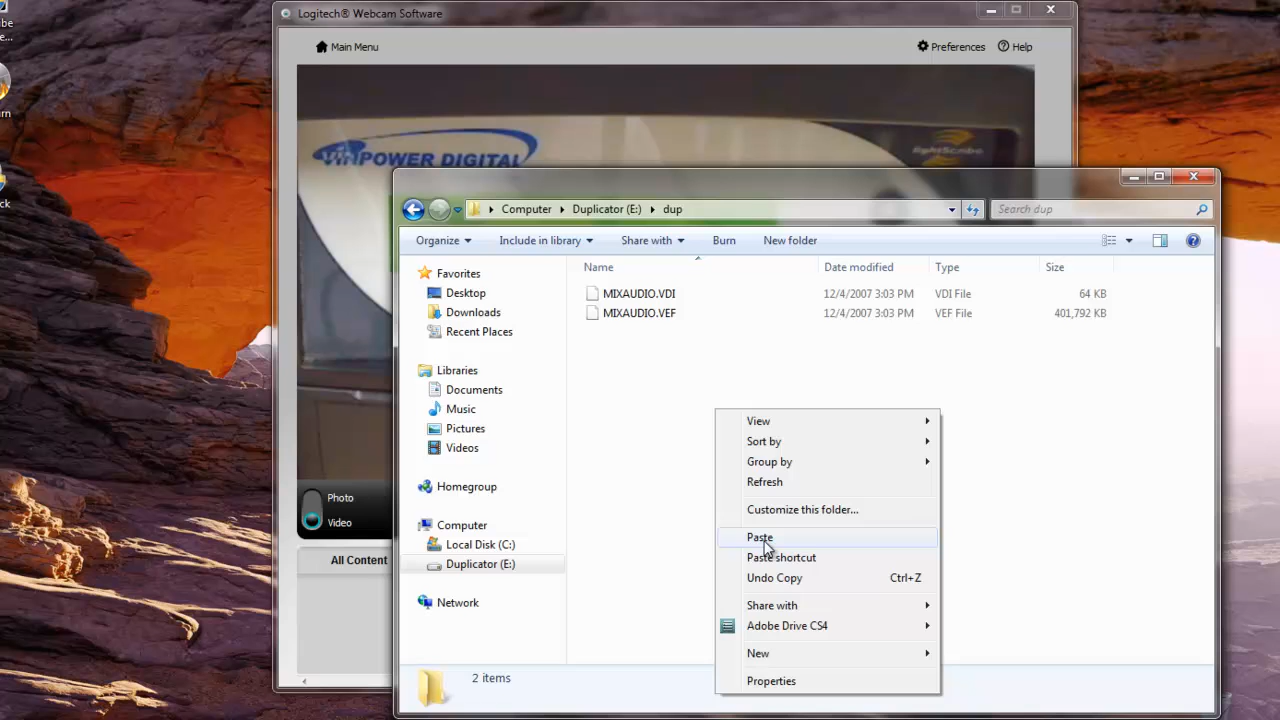 Logitech® Webcam Software
Main Menu
Preferences
Help
VINPOWER DIGITAL
lightScribe
Computer
Duplicator (E:)
dup
Search dup
Organize
Include in library
Share with
Burn
New folder
Name
Date modified
Type
Size
MIXAUDIO.VDI 12/4/2007 3:03 PM VDI File 64 KB
MIXAUDIO.VEF 12/4/2007 3:03 PM VEF File 401,792 KB
Favorites
Desktop
Downloads
Recent Places
Libraries
Documents
Music
Pictures
Videos
Homegroup
Computer
Local Disk (C:)
Duplicator (E:)
Network
View
Sort by
Group by
Refresh
Customize this folder...
Paste
Paste shortcut
Undo Copy Ctrl+Z
Share with
Adobe Drive CS4
New
Properties
2 items
Photo
Video
All Content